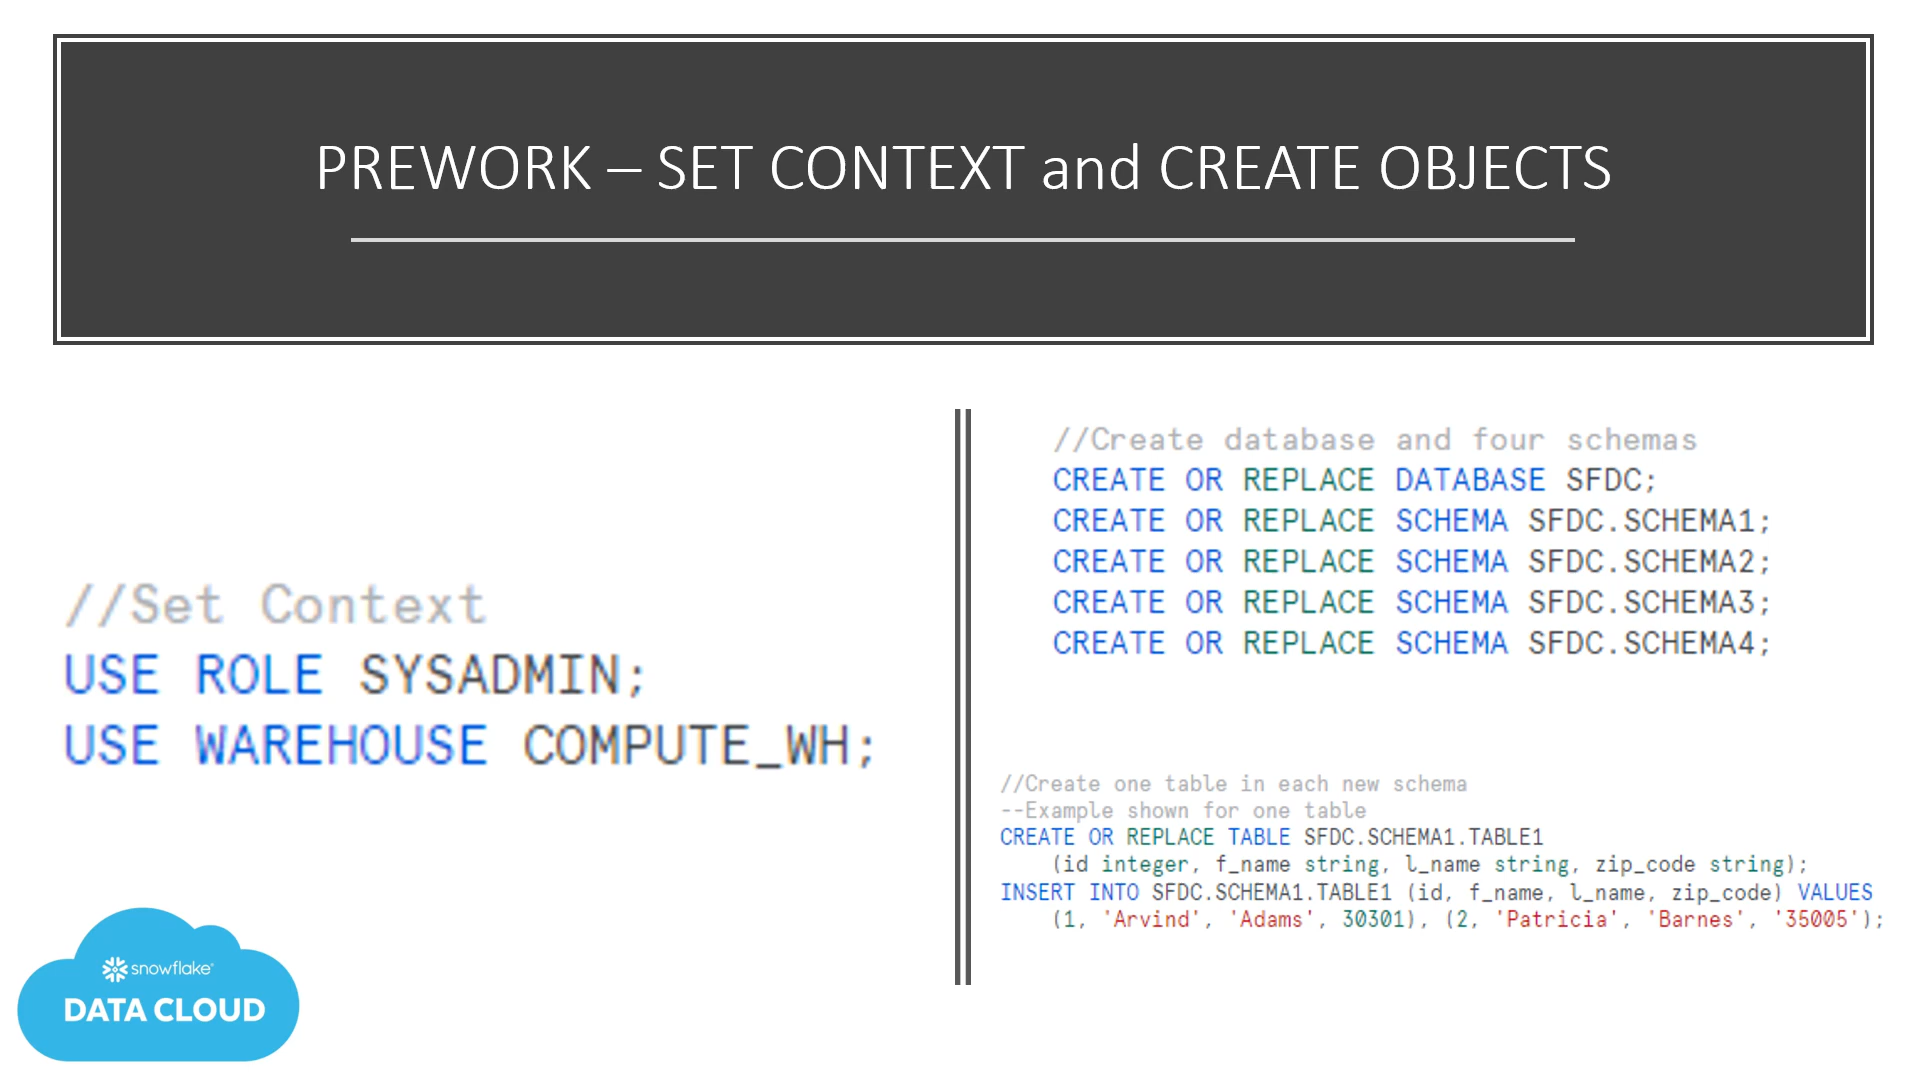 PREWORK – SET CONTEXT and CREATE OBJECTS
//Set Context
USE ROLE SYSADMIN;
USE WAREHOUSE COMPUTE_WH;
//Create database and four schemas
CREATE OR REPLACE DATABASE SFDC;
CREATE OR REPLACE SCHEMA SFDC.SCHEMA1;
CREATE OR REPLACE SCHEMA SFDC.SCHEMA2;
CREATE OR REPLACE SCHEMA SFDC.SCHEMA3;
CREATE OR REPLACE SCHEMA SFDC.SCHEMA4;
//Create one table in each new schema
--Example shown for one table
CREATE OR REPLACE TABLE SFDC.SCHEMA1.TABLE1
(id integer, f_name string, l_name string, zip_code string);
INSERT INTO SFDC.SCHEMA1.TABLE1 (id, f_name, l_name, zip_code) VALUES
(1, 'Arvind', 'Adams', 30301), (2, 'Patricia', 'Barnes', '35005');
snowflake
DATA CLOUD